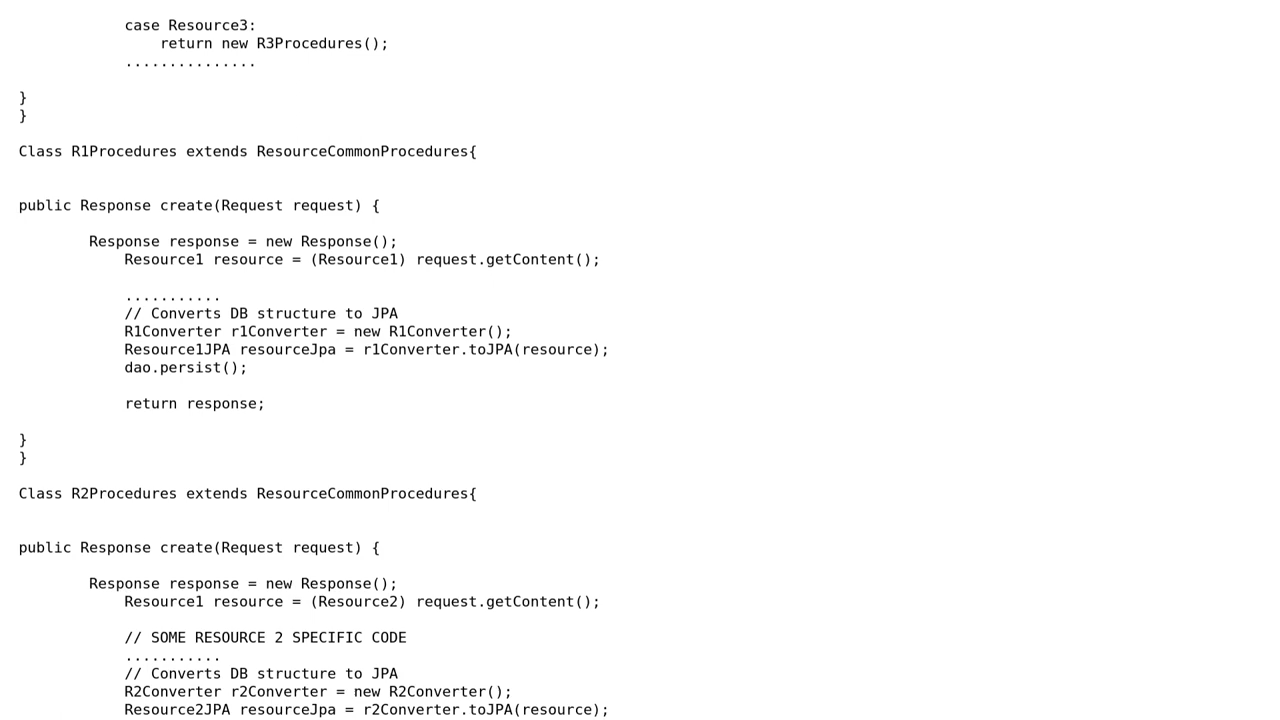 case Resource3:
return new R3Procedures();
...............
}
}
Class R1Procedures extends ResourceCommonProcedures{
public Response create(Request request) {
Response response = new Response();
Resource1 resource = (Resource1) request.getContent();
...........
// Converts DB structure to JPA
R1Converter r1Converter = new R1Converter();
Resource1JPA resourceJpa = r1Converter.toJPA(resource);
dao.persist();
return response;
}
}
Class R2Procedures extends ResourceCommonProcedures{
public Response create(Request request) {
Response response = new Response();
Resource1 resource = (Resource2) request.getContent();
// SOME RESOURCE 2 SPECIFIC CODE
...........
// Converts DB structure to JPA
R2Converter r2Converter = new R2Converter();
Resource2JPA resourceJpa = r2Converter.toJPA(resource);